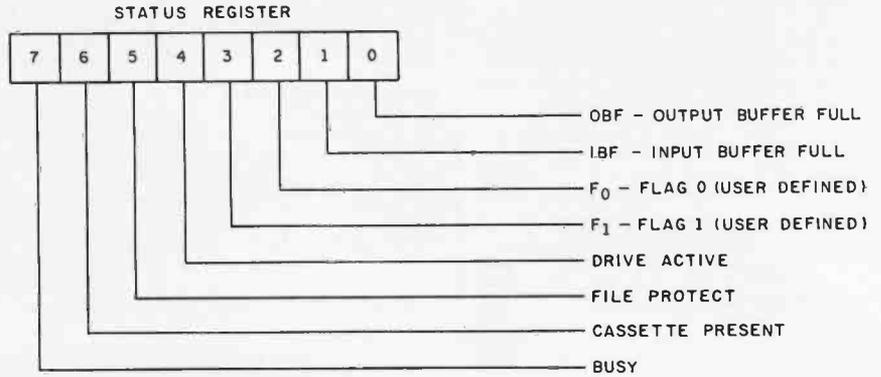 STATUS REGISTER
7 6 5 4 3 2 1 0
OBF - OUTPUT BUFFER FULL
IBF - INPUT BUFFER FULL
F0 - FLAG 0 (USER DEFINED)
F1 - FLAG 1 (USER DEFINED)
DRIVE ACTIVE
FILE PROTECT
CASSETTE PRESENT
BUSY